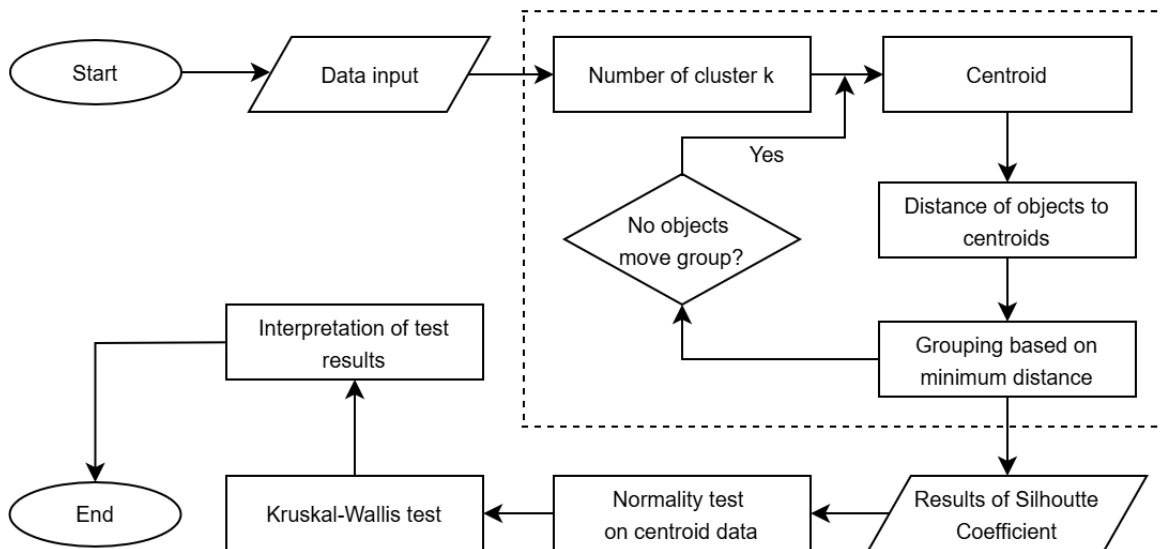 Start
Data input
Number of cluster k
Centroid
Yes
No objects
move group?
Distance of objects to
centroids
Interpretation of test
results
Grouping based on
minimum distance
End
Kruskal-Wallis test
Normality test
on centroid data
Results of Silhoutte
Coefficient